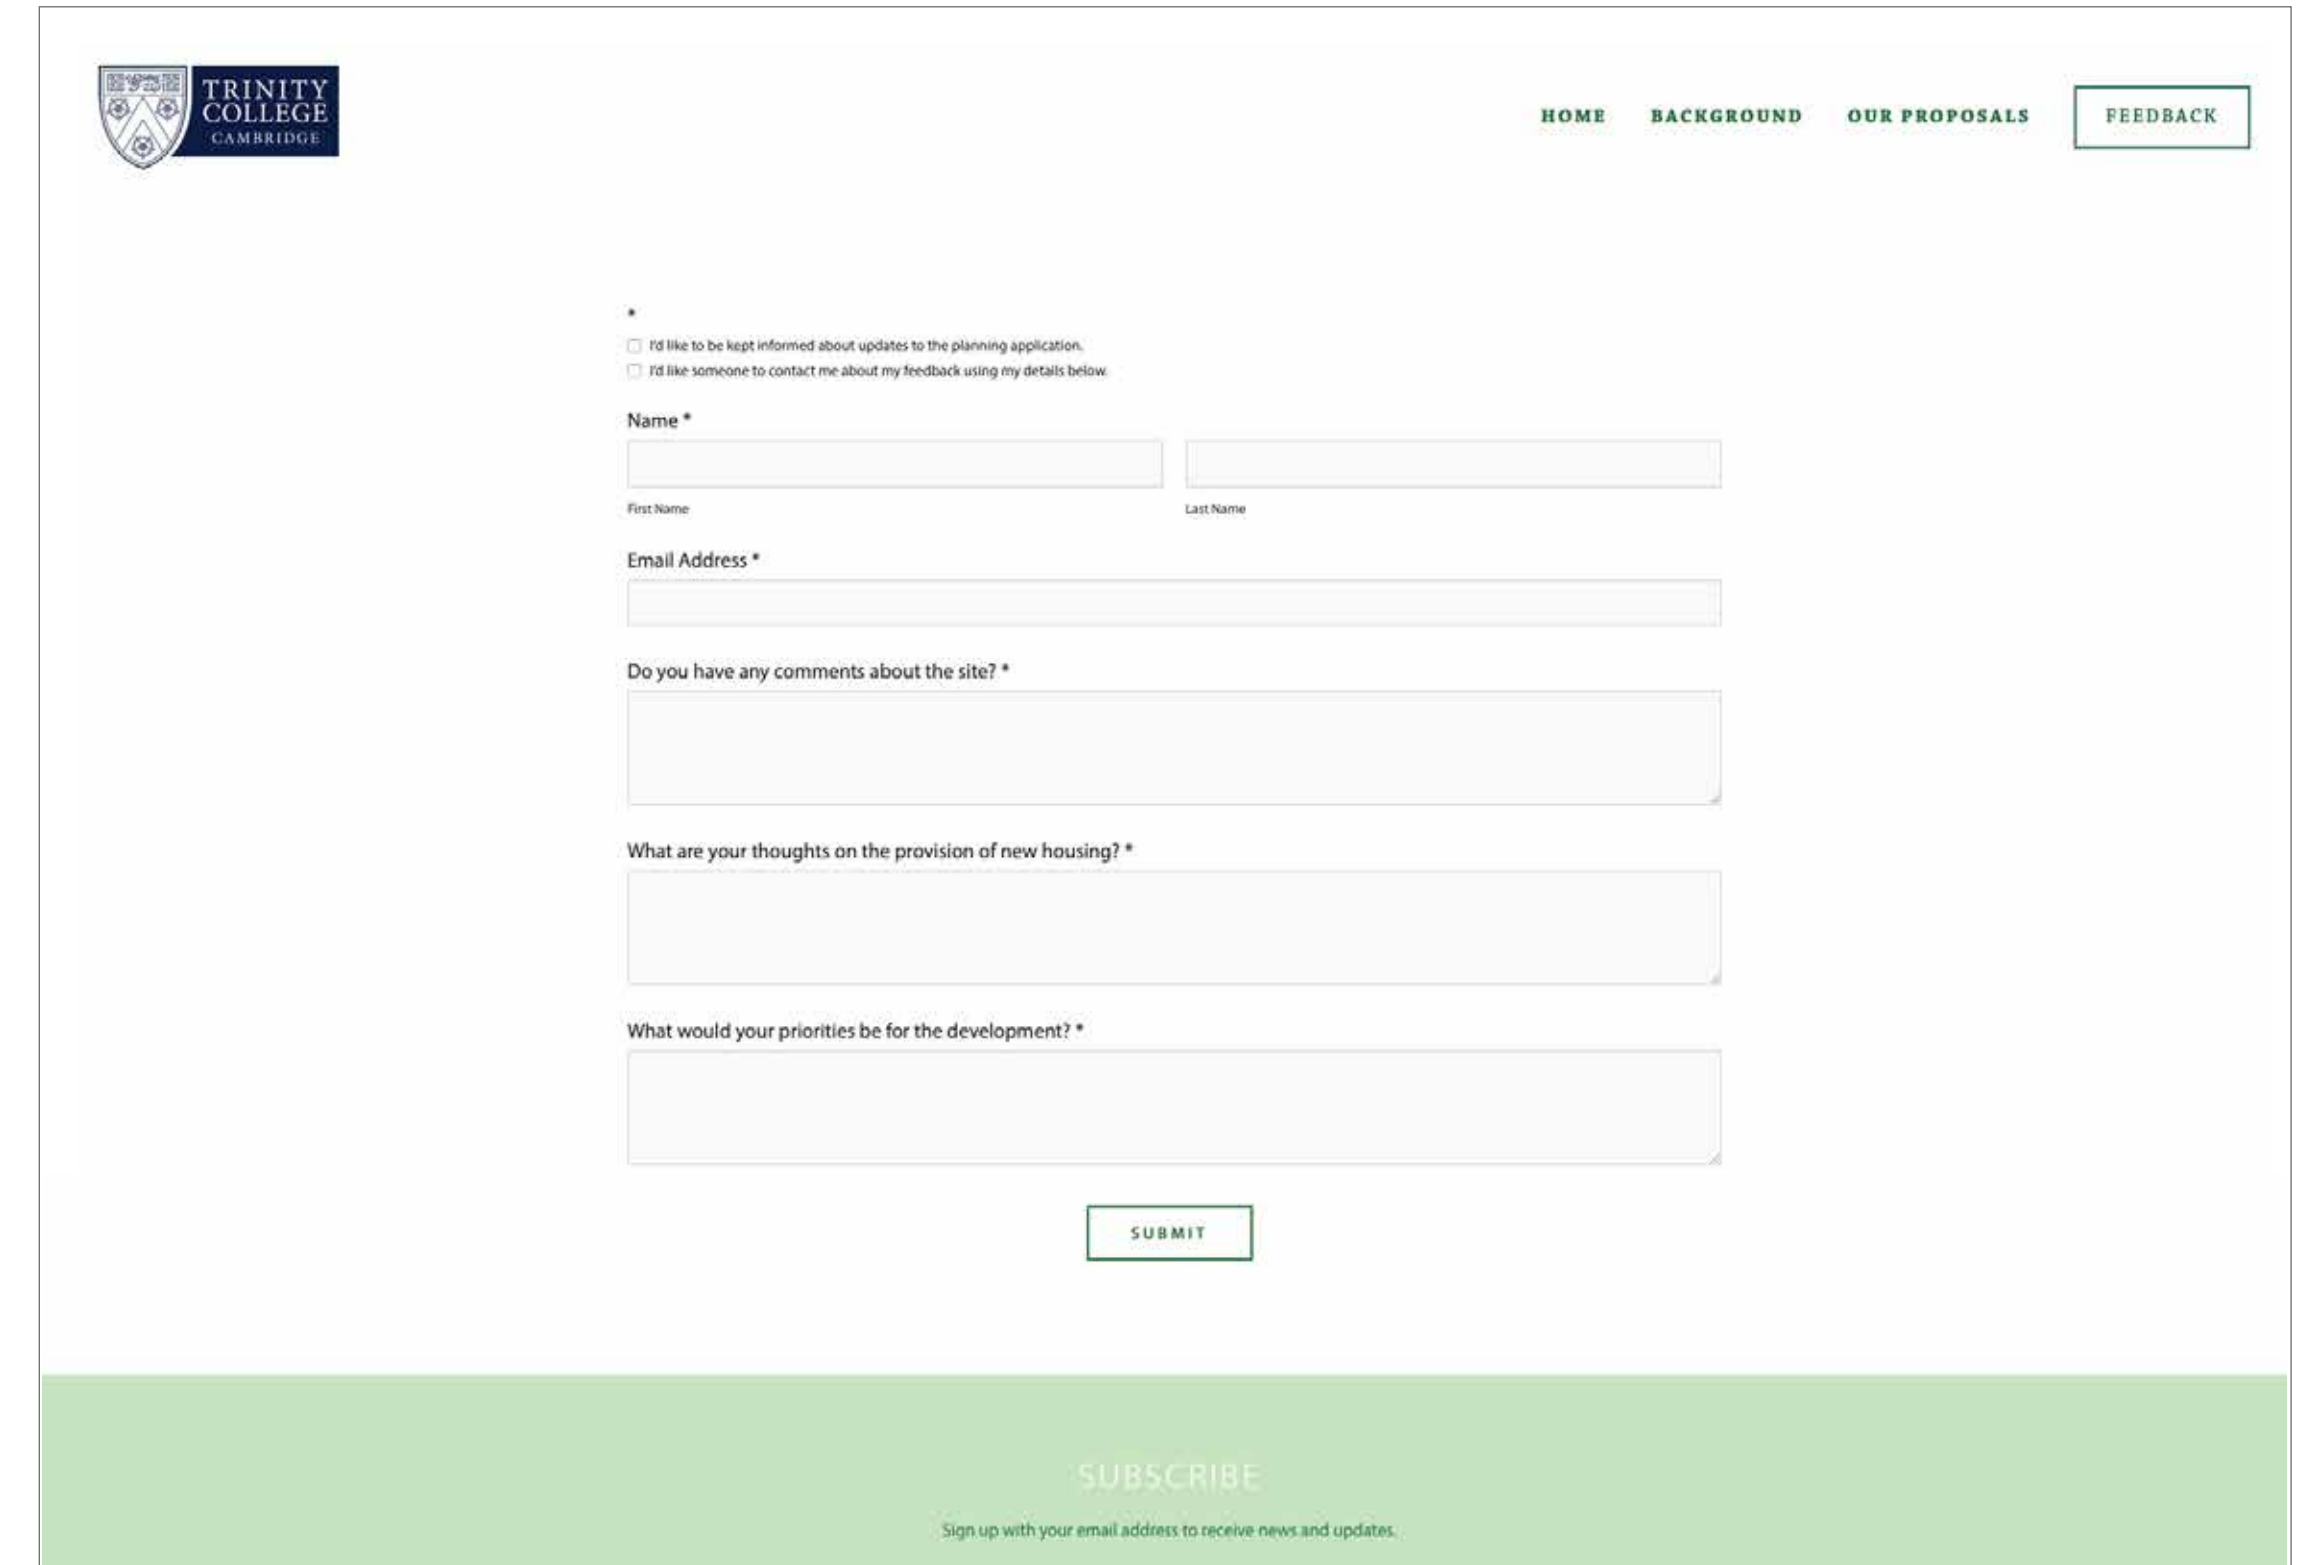 TRINITY
COLLEGE
CAMBRIDGE
HOME BACKGROUND OUR PROPOSALS FEEDBACK
*
I'd like to be kept informed about updates to the planning application.
I'd like someone to contact me about my feedback using my details below.
Name *
First Name Last Name
Email Address *
Do you have any comments about the site? *
What are your thoughts on the provision of new housing? *
What would your priorities be for the development? *
SUBMIT
SUBSCRIBE
Sign up with your email address to receive news and updates.